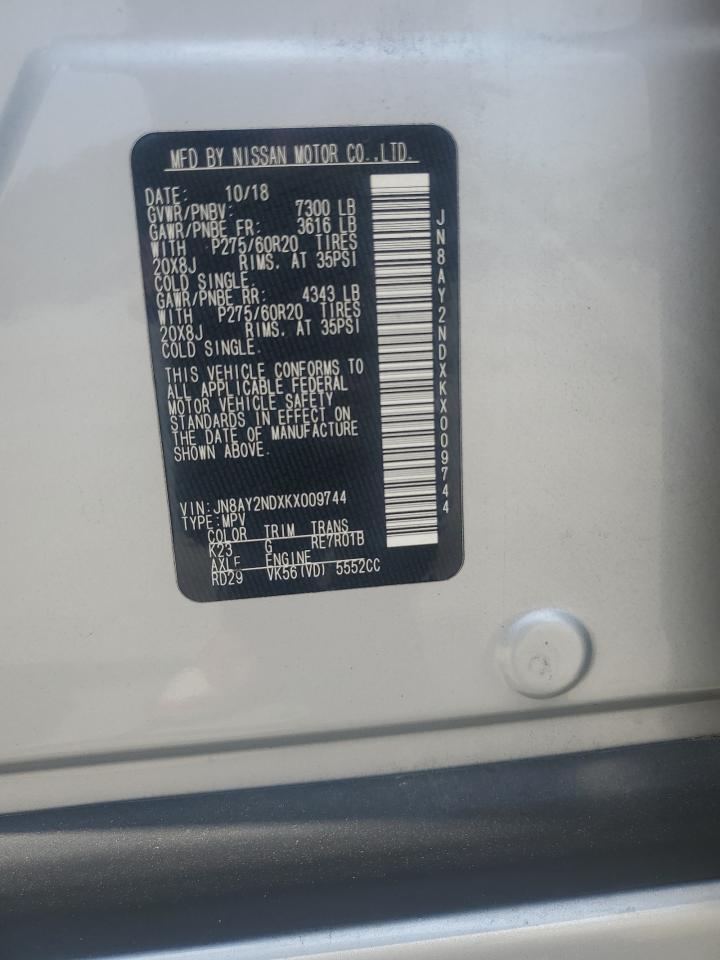 MFD BY NISSAN MOTOR CO.,LTD.
DATE: 10/18
GVWR/PNBV: 7300 LB
GAWR/PNBE FR: 3616 LB
WITH P275/60R20 TIRES
20X8J RIMS. AT 35PSI
COLD SINGLE.
GAWR/PNBE RR: 4343 LB
WITH P275/60R20 TIRES
20X8J RIMS. AT 35PSI
COLD SINGLE.
THIS VEHICLE CONFORMS TO
ALL APPLICABLE FEDERAL
MOTOR VEHICLE SAFETY
STANDARDS IN EFFECT ON
THE DATE OF MANUFACTURE
SHOWN ABOVE.
VIN:JN8AY2NDXKX009744
TYPE:MPV
COLOR TRIM TRANS
K23 G RE7R01B
AXLE ENGINE
RD29 VK56(VD) 5552CC
JN8AY2NDXKX009744